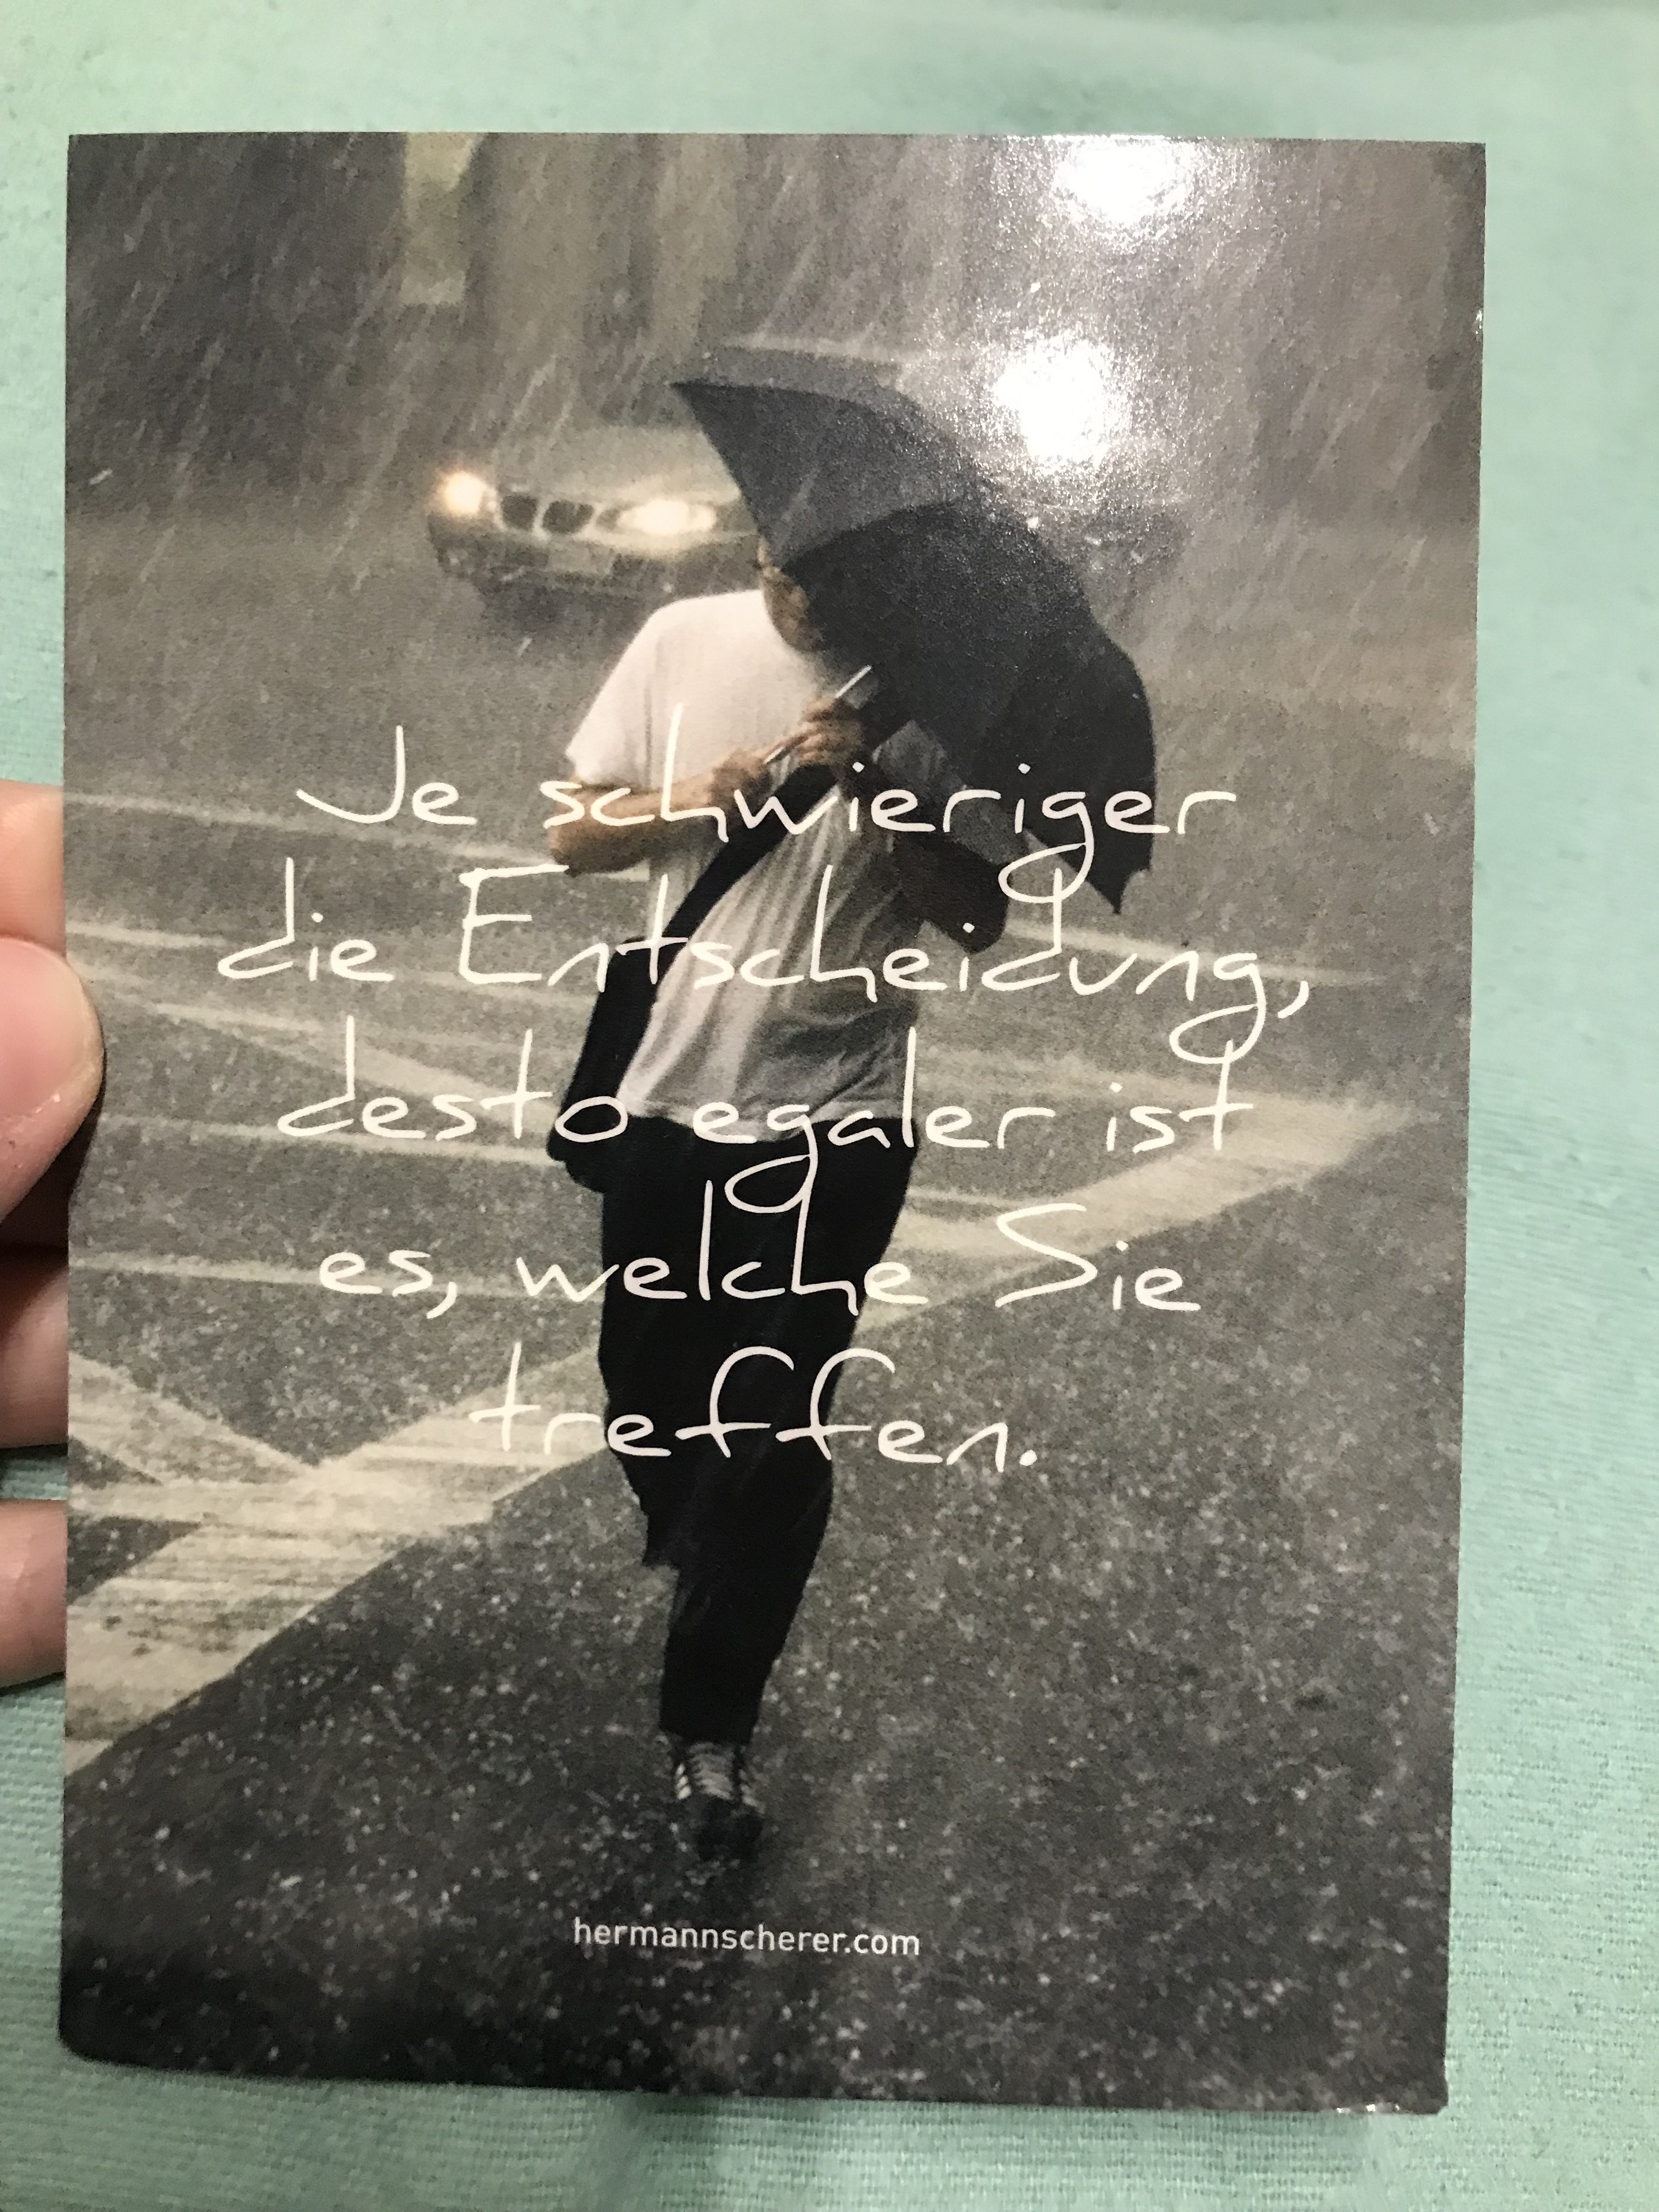 Je schwieriger
die Entscheidung,
desto egaler ist
es, welche Sie
treffen.
hermannscherer.com